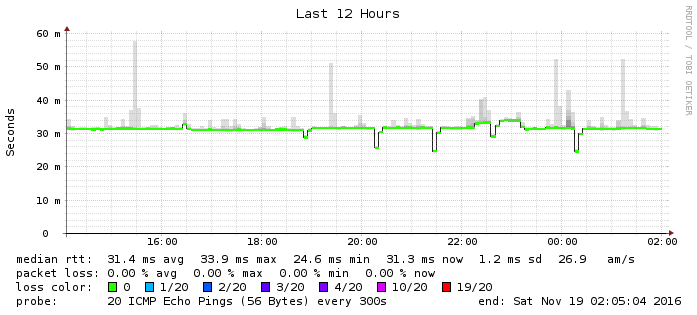 Last 12 Hours
RRDTOOL / TOBI OETIKER
Seconds
60 m
50 m
40 m
30 m
20 m
10 m
0
16:00 18:00 20:00 22:00 00:00 02:00
median rtt: 31.4 ms avg 33.9 ms max 24.6 ms min 31.3 ms now 1.2 ms sd 26.9 am/s
packet loss: 0.00 % avg 0.00 % max 0.00 % min 0.00 % now
loss color: 0 1/20 2/20 3/20 4/20 10/20 19/20
probe: 20 ICMP Echo Pings (56 Bytes) every 300s end: Sat Nov 19 02:05:04 2016